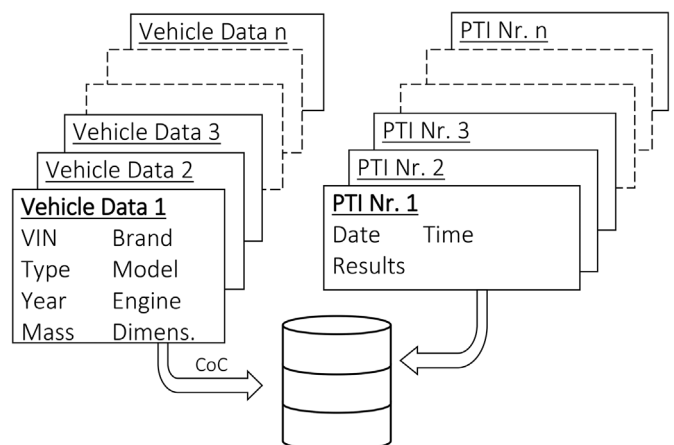 Vehicle Data n
Vehicle Data 3
Vehicle Data 2
Vehicle Data 1
VIN Brand
Type Model
Year Engine
Mass Dimens.
CoC
PTI Nr. n
PTI Nr. 3
PTI Nr. 2
PTI Nr. 1
Date Time
Results